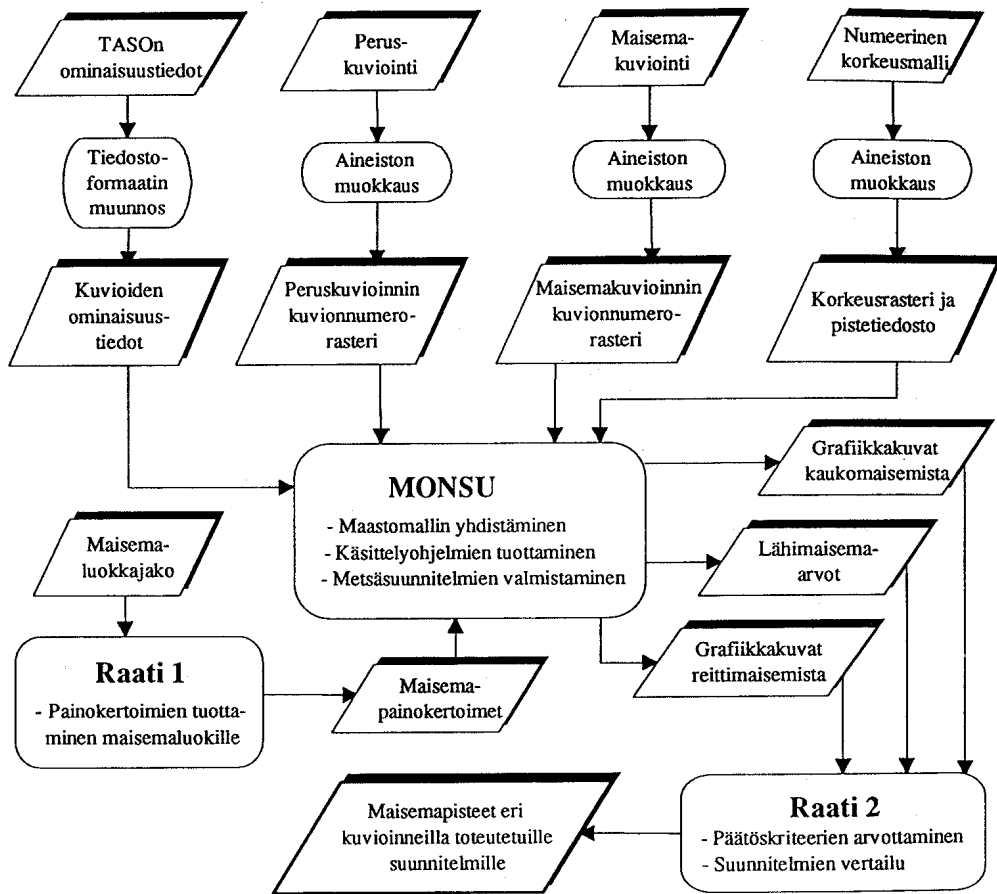 TASOn
ominaisuustiedot
Perus-
kuviointi
Maisema-
kuviointi
Numeerinen
korkeusmalli
Tiedosto-
formaatin
muunnos
Aineiston
muokkaus
Aineiston
muokkaus
Aineiston
muokkaus
Kuvioiden
ominaisuus-
tiedot
Peruskuvioinnin
kuvionnumero-
rasteri
Maisemakuvioinnin
kuvionnumero-
rasteri
Korkeusrasteri ja
pistetiedosto
MONSU
- Maastomallin yhdistäminen
- Käsittelyohjelmien tuottaminen
- Metsäsuunnitelmien valmistaminen
Grafiikkakuvat
kaukomaisemista
Lähimaisema-
arvot
Grafiikkakuvat
reittimaisemista
Maisema-
luokkajako
Raati 1
- Painokertoimien tuotta-
minen maisemaluokille
Maisema-
painokertoimet
Maisemapisteet eri
kuvioinneilla toteutetuille
suunnitelmille
Raati 2
- Päätöskriteerien arvottaminen
- Suunnitelmien vertailu